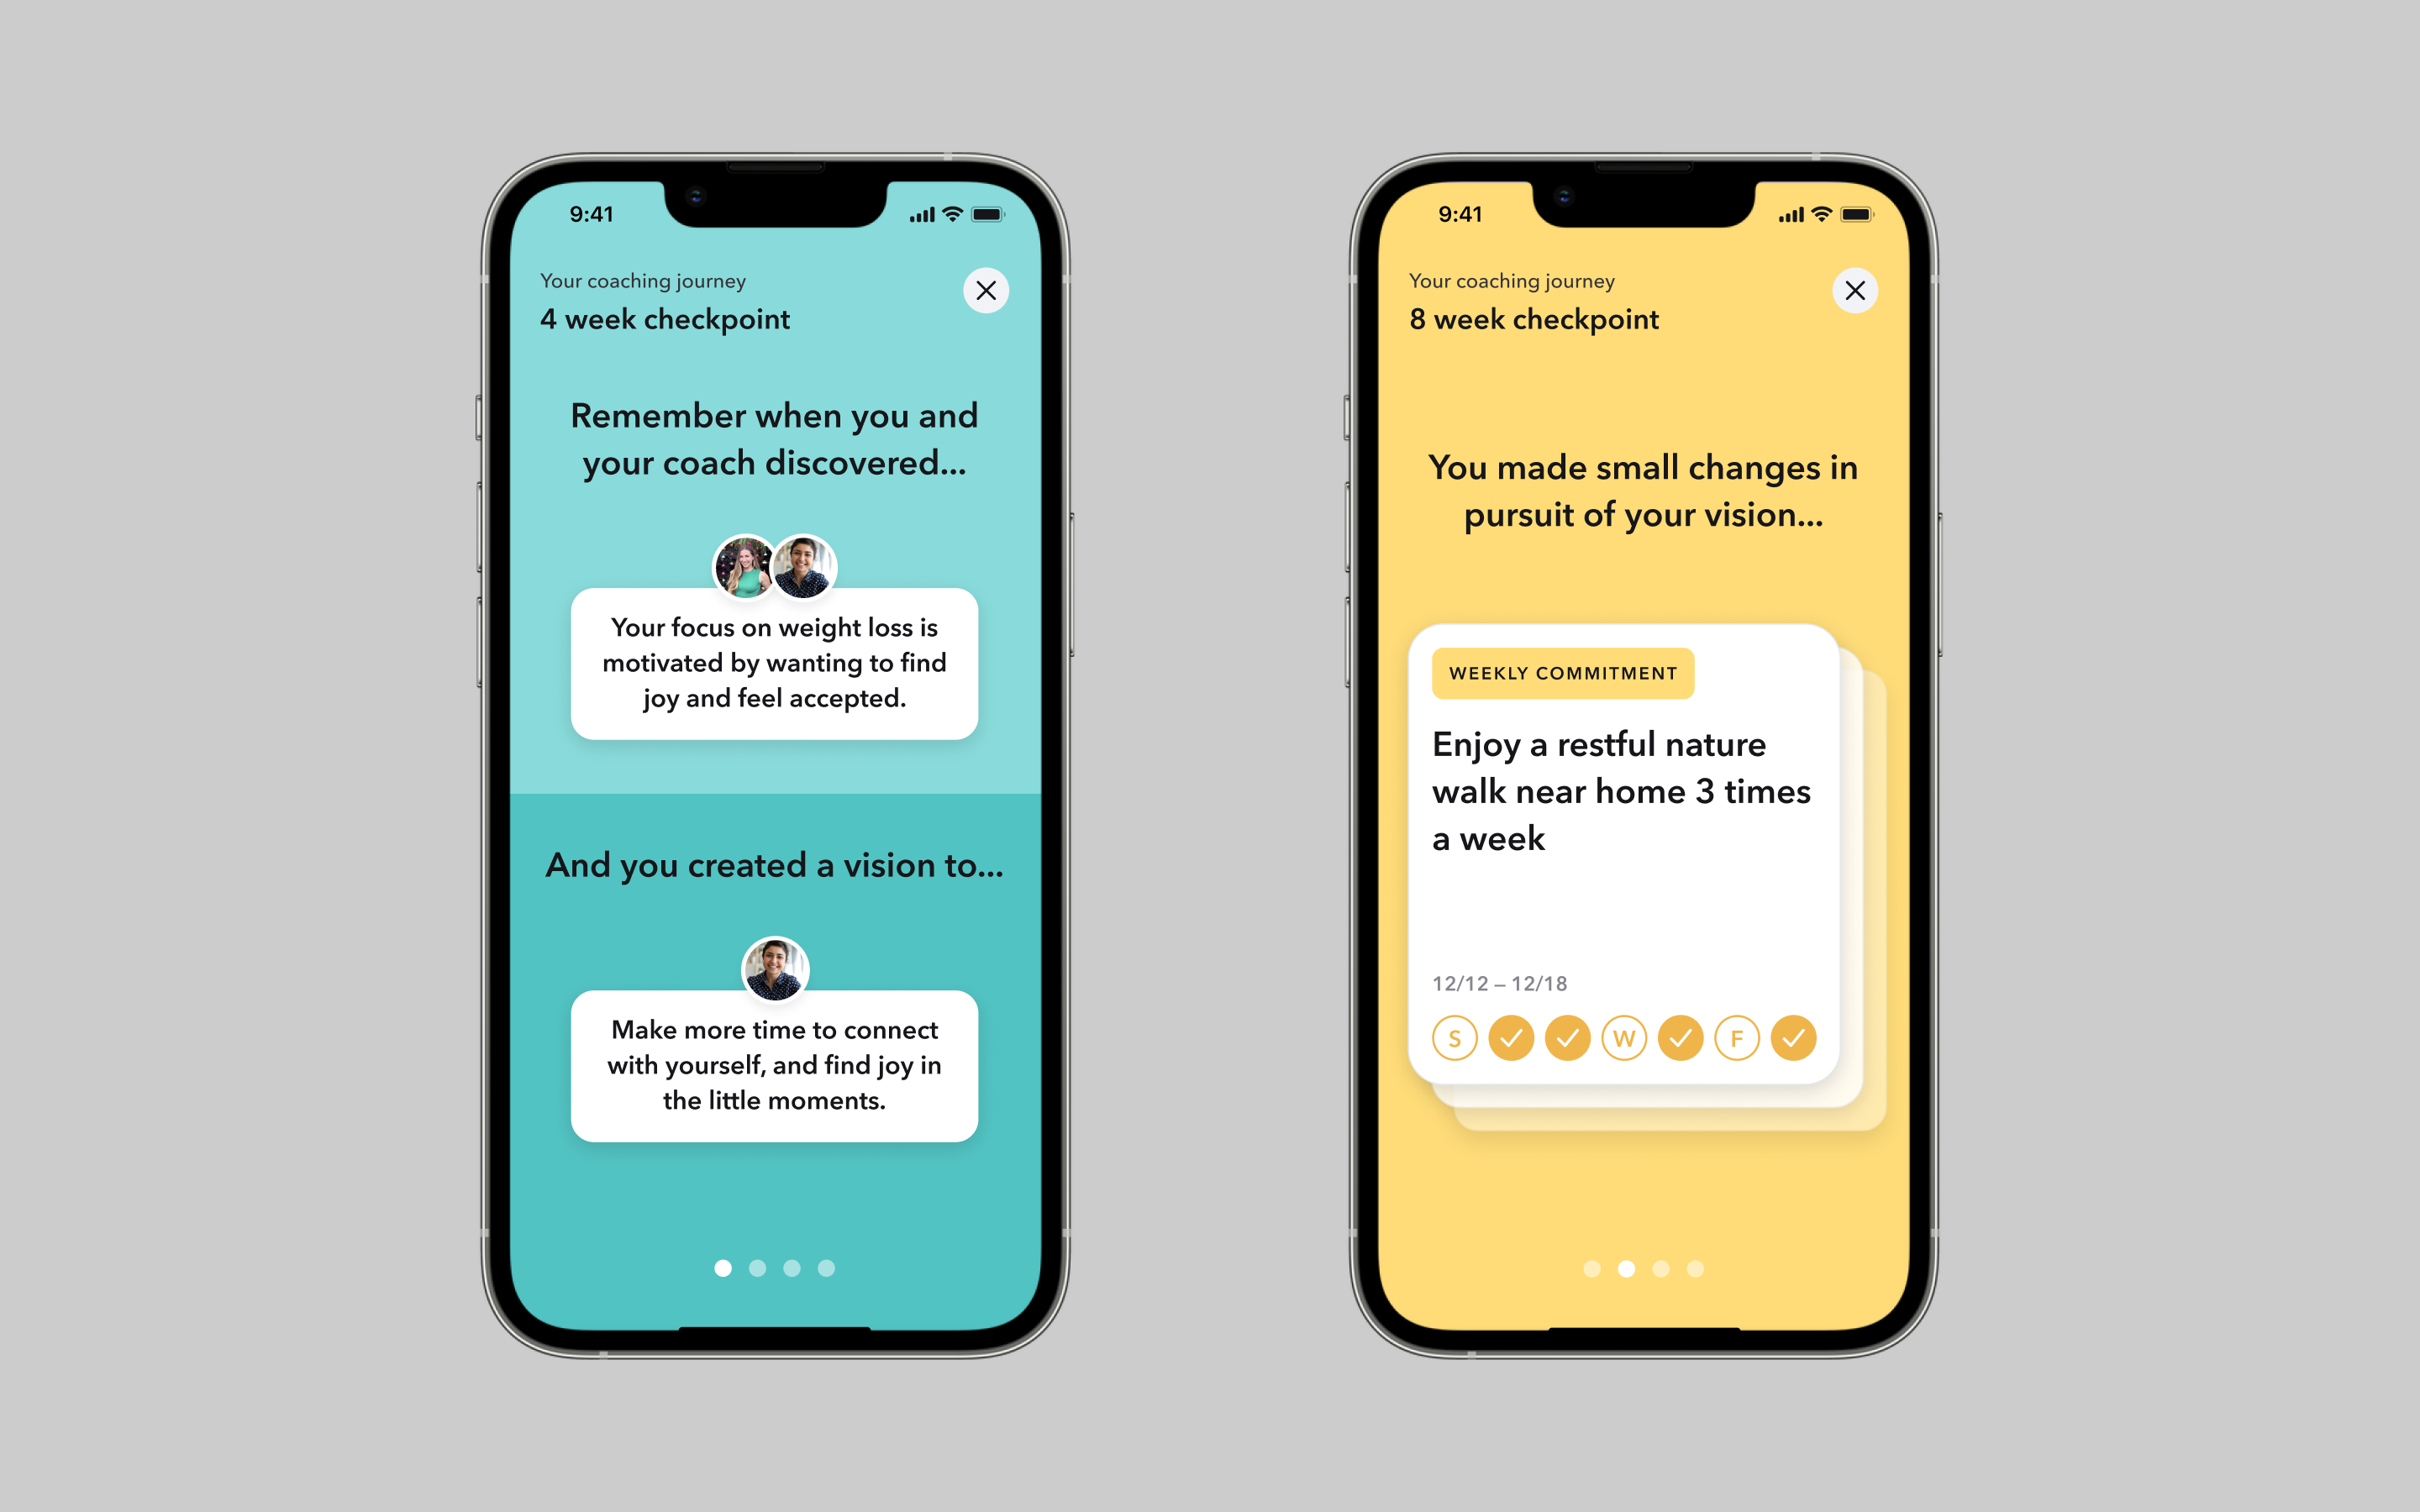 9:41
Your coaching journey
4 week checkpoint
Remember when you and
your coach discovered...
Your focus on weight loss is
motivated by wanting to find
joy and feel accepted.
And you created a vision to...
Make more time to connect
with yourself, and find joy in
the little moments.
9:41
Your coaching journey
8 week checkpoint
You made small changes in
pursuit of your vision...
WEEKLY COMMITMENT
Enjoy a restful nature
walk near home 3 times
a week
12/12 – 12/18
S W F